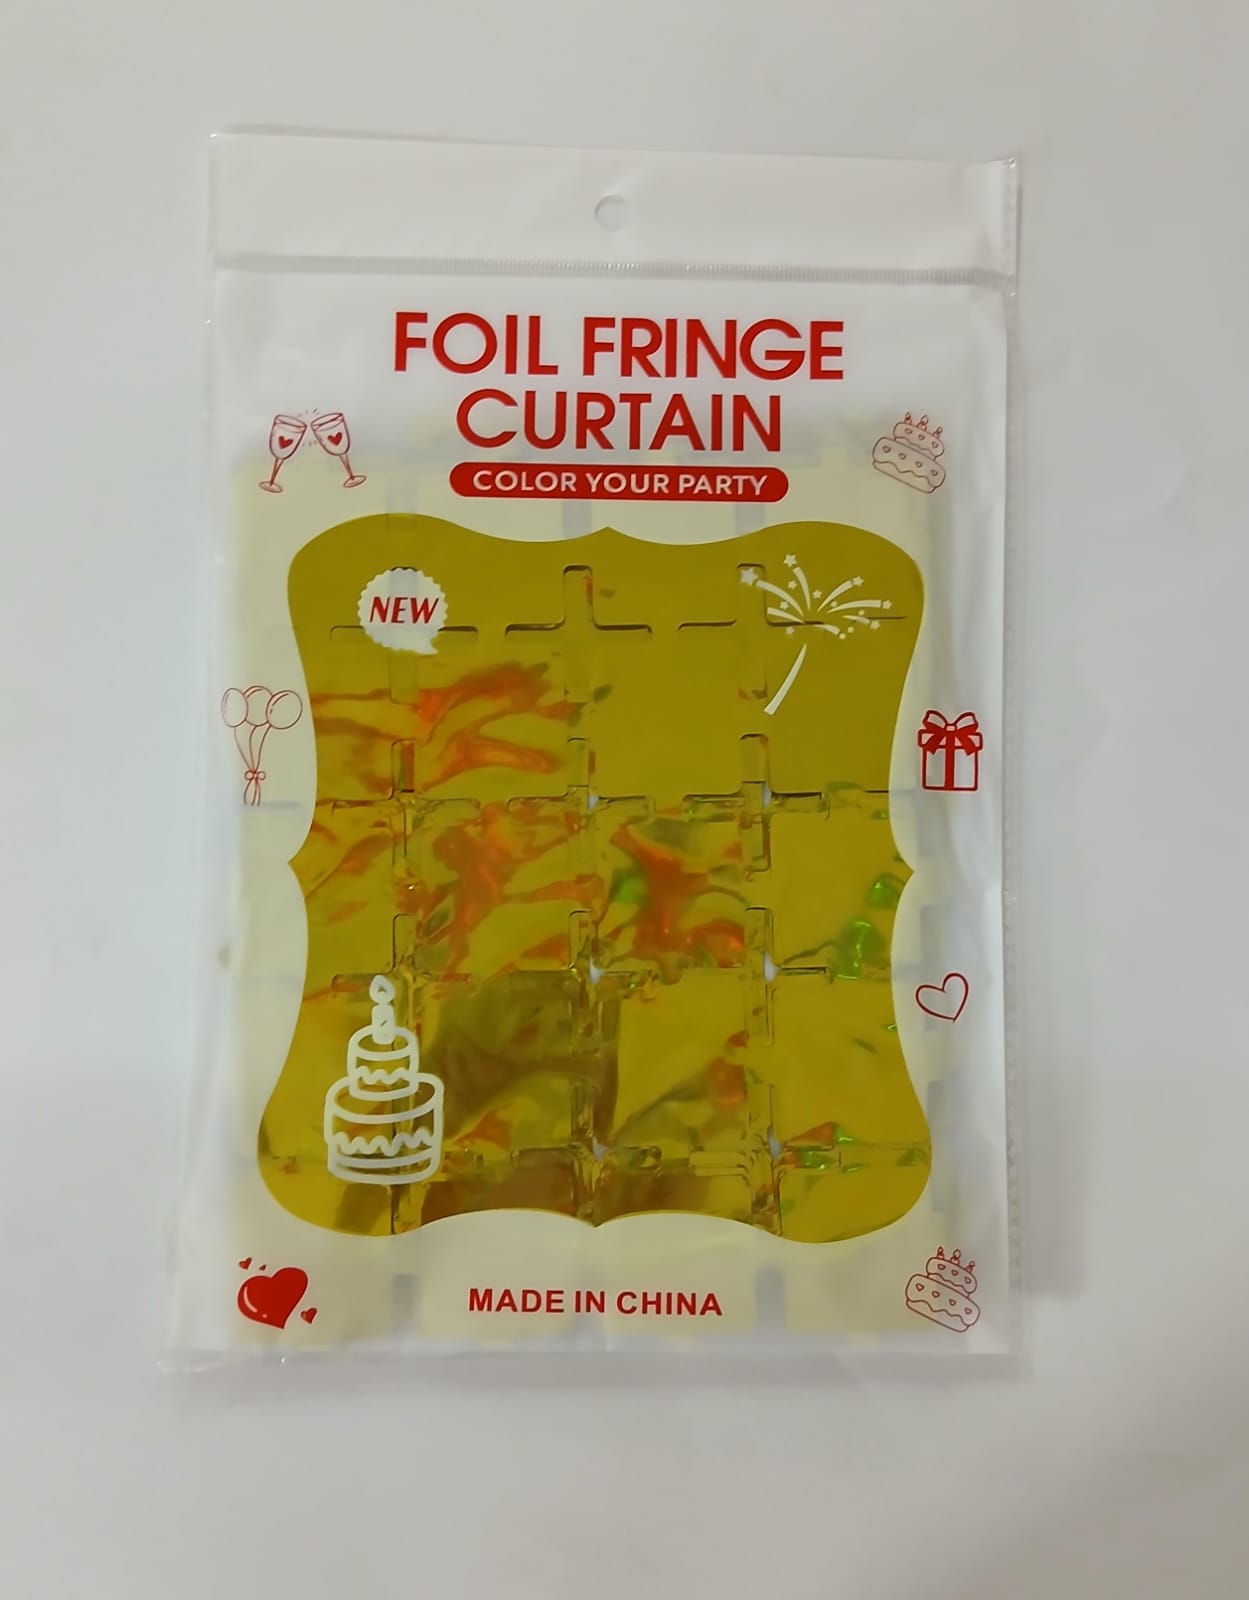 FOIL FRINGE
CURTAIN
COLOR YOUR PARTY
NEW
MADE IN CHINA